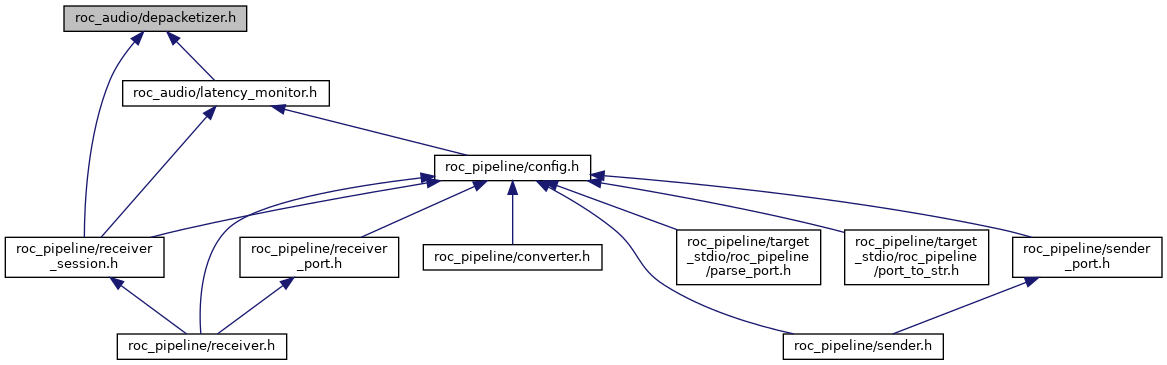 roc_audio/depacketizer.h
roc_audio/latency_monitor.h
roc_pipeline/config.h
roc_pipeline/receiver
_session.h
roc_pipeline/receiver
_port.h
roc_pipeline/converter.h
roc_pipeline/target
_stdio/roc_pipeline
/parse_port.h
roc_pipeline/target
_stdio/roc_pipeline
/port_to_str.h
roc_pipeline/sender
_port.h
roc_pipeline/receiver.h
roc_pipeline/sender.h